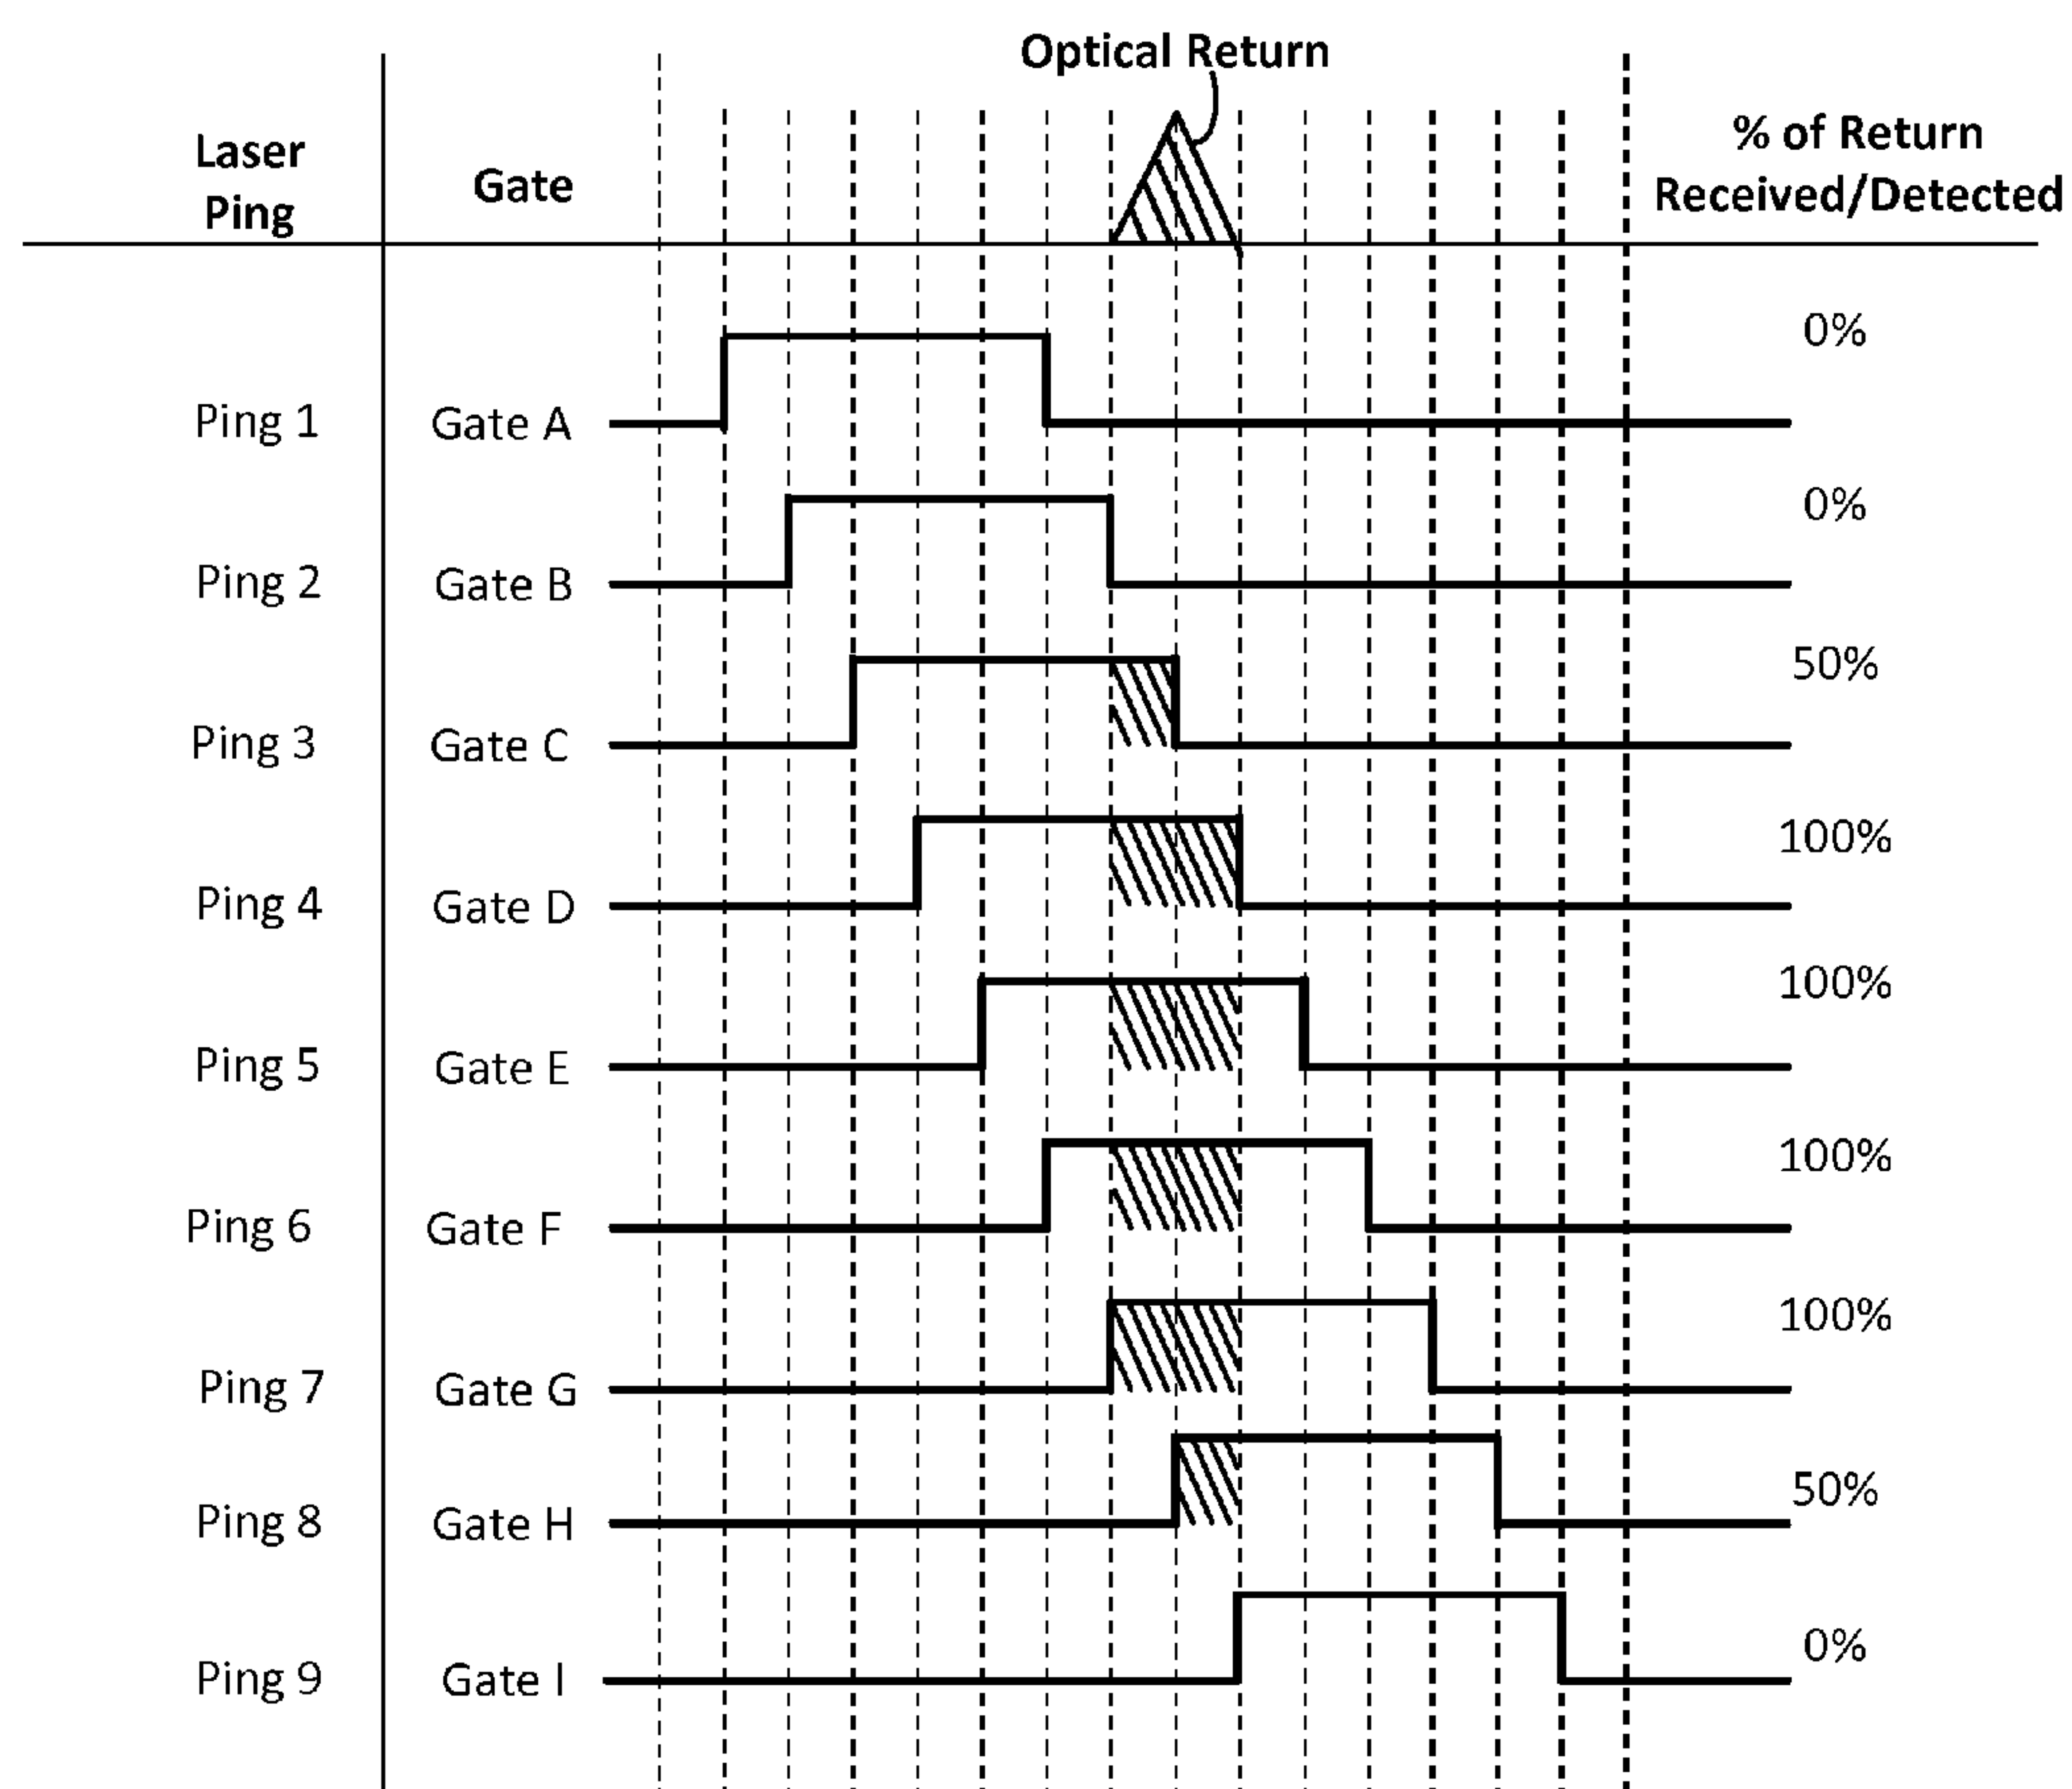 Optical Return
Laser
Ping
Gate
% of Return
Received/Detected
0%
Ping 1
Gate A
0%
Ping 2
Gate B
50%
Ping 3
Gate C
100%
Ping 4
Gate D
100%
Ping 5
Gate E
100%
Ping 6
Gate F
100%
Ping 7
Gate G
50%
Ping 8
Gate H
0%
Ping 9
Gate I